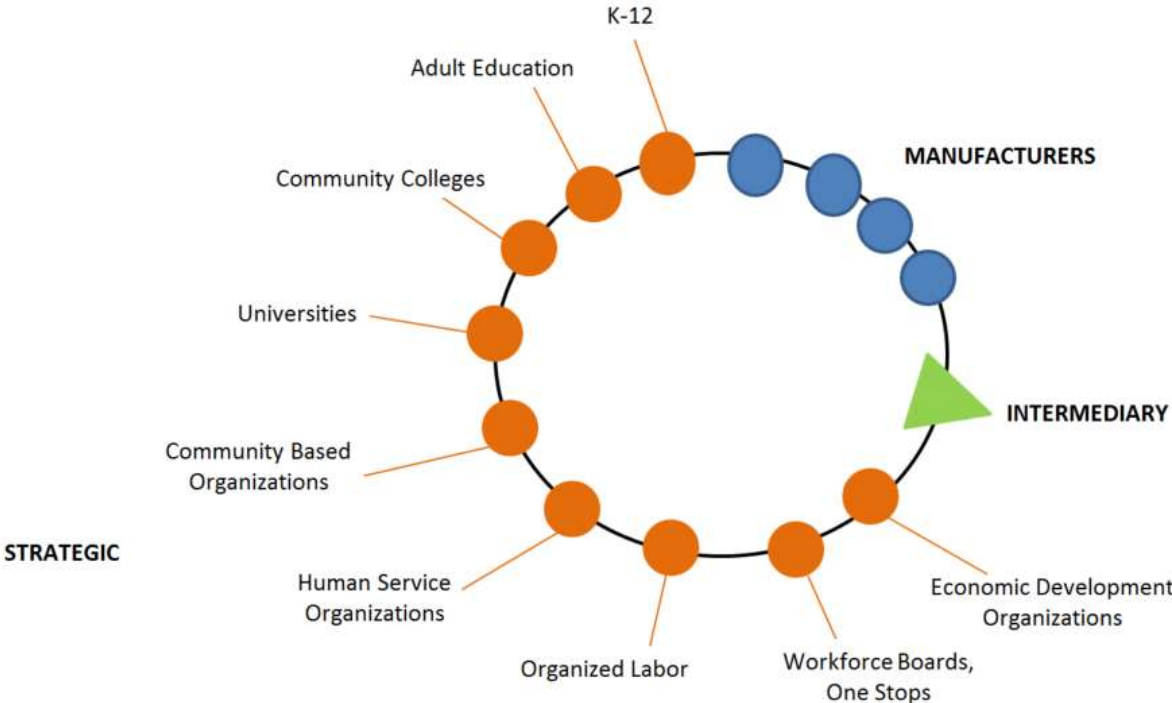 K-12
Adult Education
MANUFACTURERS
Community Colleges
Universities
INTERMEDIARY
Community Based
Organizations
STRATEGIC
Human Service
Organizations
Economic Development
Organizations
Organized Labor
Workforce Boards,
One Stops